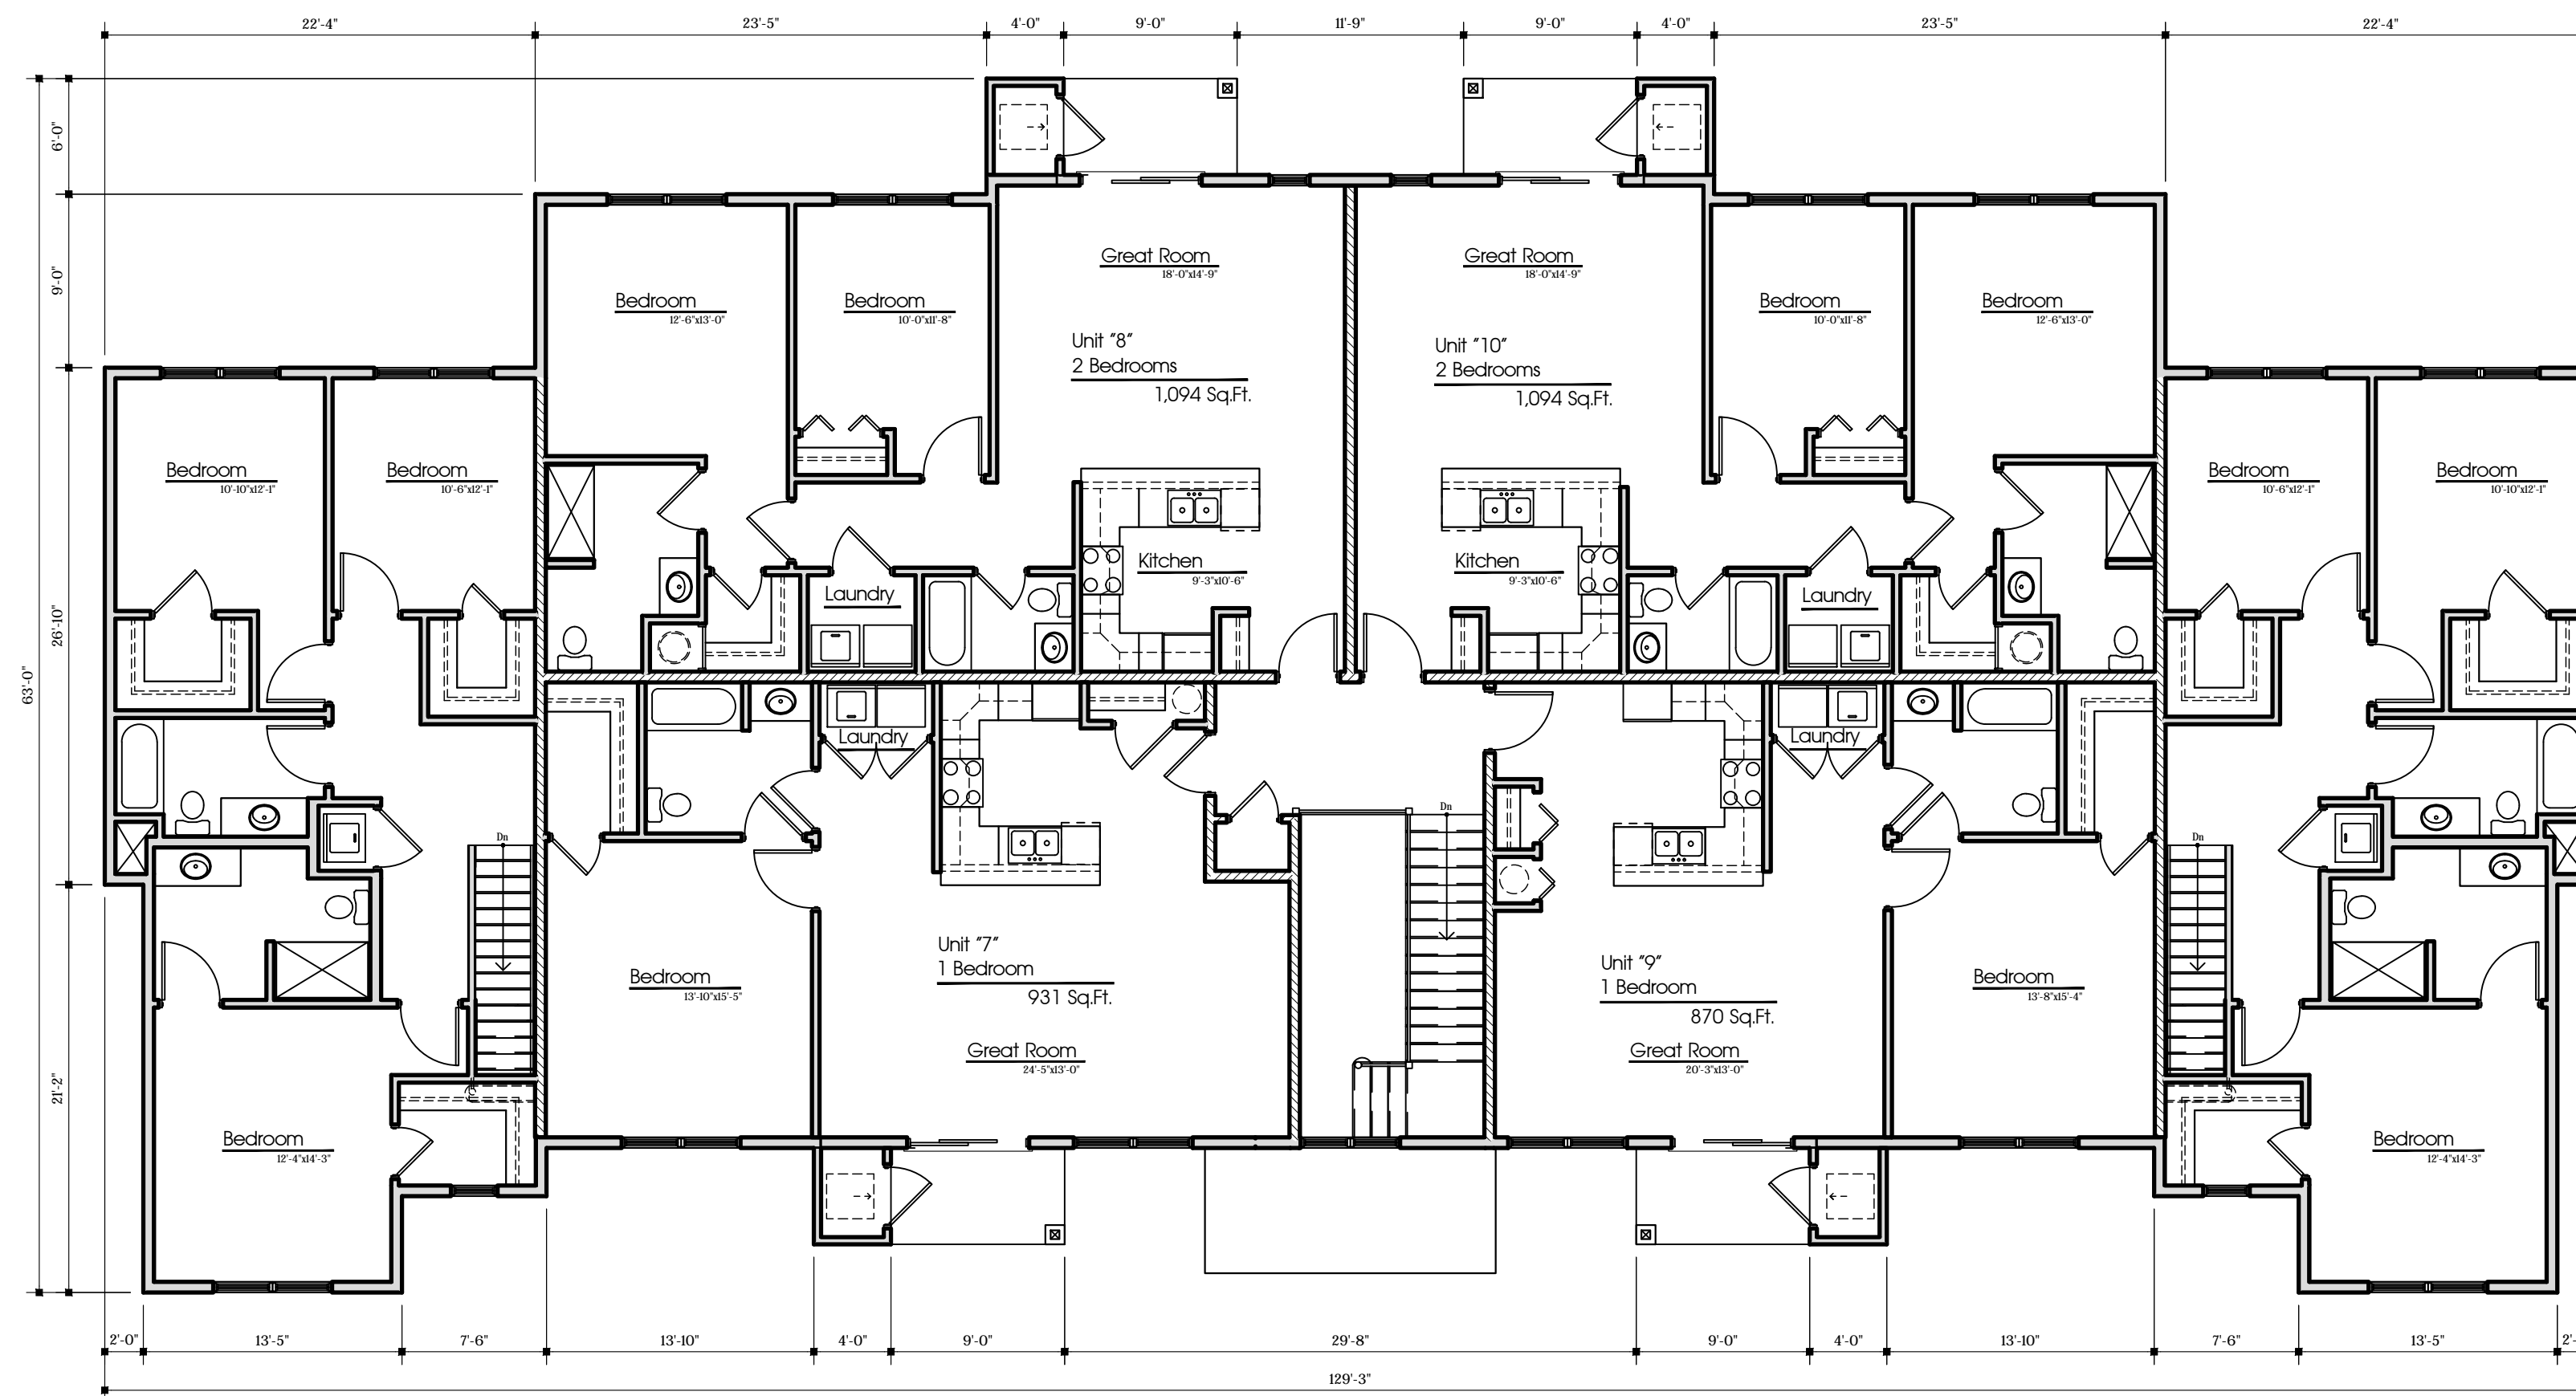 22'-4"
23'-5"
4'-0"
9'-0"
11'-9"
9'-0"
4'-0"
23'-5"
22'-4"
6'-0"
9'-0"
26'-10"
63'-0"
21'-2"
Great Room
18'-0"x14'-9"
Great Room
18'-0"x14'-9"
Bedroom
12'-6"x13'-0"
Bedroom
10'-0"x11'-8"
Bedroom
10'-0"x11'-8"
Bedroom
12'-6"x13'-0"
Unit "8"
2 Bedrooms
1,094 Sq.Ft.
Unit "10"
2 Bedrooms
1,094 Sq.Ft.
Bedroom
10'-10"x12'-1"
Bedroom
10'-6"x12'-1"
Bedroom
10'-6"x12'-1"
Bedroom
10'-10"x12'-1"
Kitchen
9'-3"x10'-6"
Kitchen
9'-3"x10'-6"
Laundry
Laundry
Laundry
Laundry
Dn
Dn
Dn
Unit "7"
1 Bedroom
931 Sq.Ft.
Unit "9"
1 Bedroom
870 Sq.Ft.
Bedroom
13'-10"x15'-5"
Bedroom
13'-8"x15'-4"
Great Room
24'-5"x13'-0"
Great Room
20'-3"x13'-0"
Bedroom
12'-4"x14'-3"
Bedroom
12'-4"x14'-3"
2'-0"
13'-5"
7'-6"
13'-10"
4'-0"
9'-0"
29'-8"
9'-0"
4'-0"
13'-10"
7'-6"
13'-5"
2'-
129'-3"